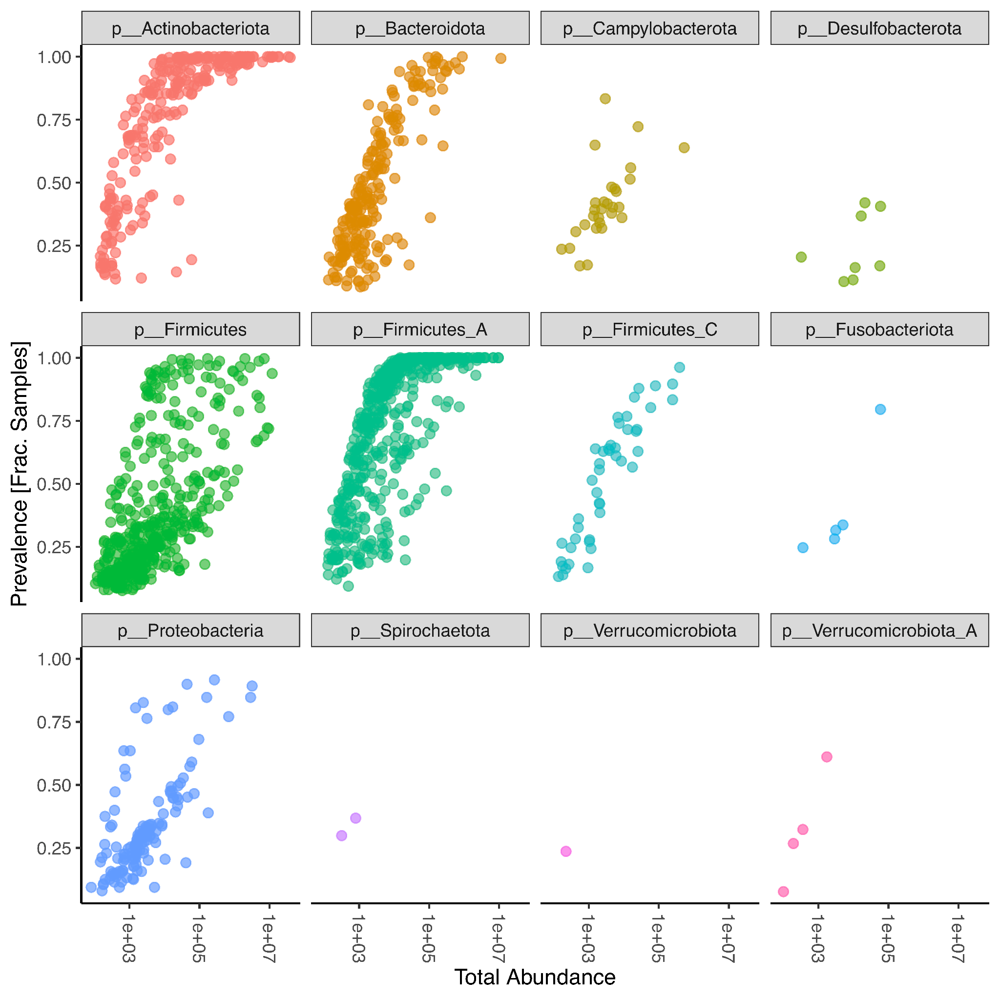 p__Actinobacteriota
p__Bacteroidota
p__Campylobacterota
p__Desulfobacterota
1.00
0.75
0.50
0.25
p__Firmicutes
p__Firmicutes_A
p__Firmicutes_C
p__Fusobacteriota
1.00
0.75
0.50
0.25
Prevalence [Frac. Samples]
p__Proteobacteria
p__Spirochaetota
p__Verrucomicrobiota
p__Verrucomicrobiota_A
1.00
0.75
0.50
0.25
1e+03
1e+05
1e+07
1e+03
1e+05
1e+07
1e+03
1e+05
1e+07
1e+03
1e+05
1e+07
Total Abundance